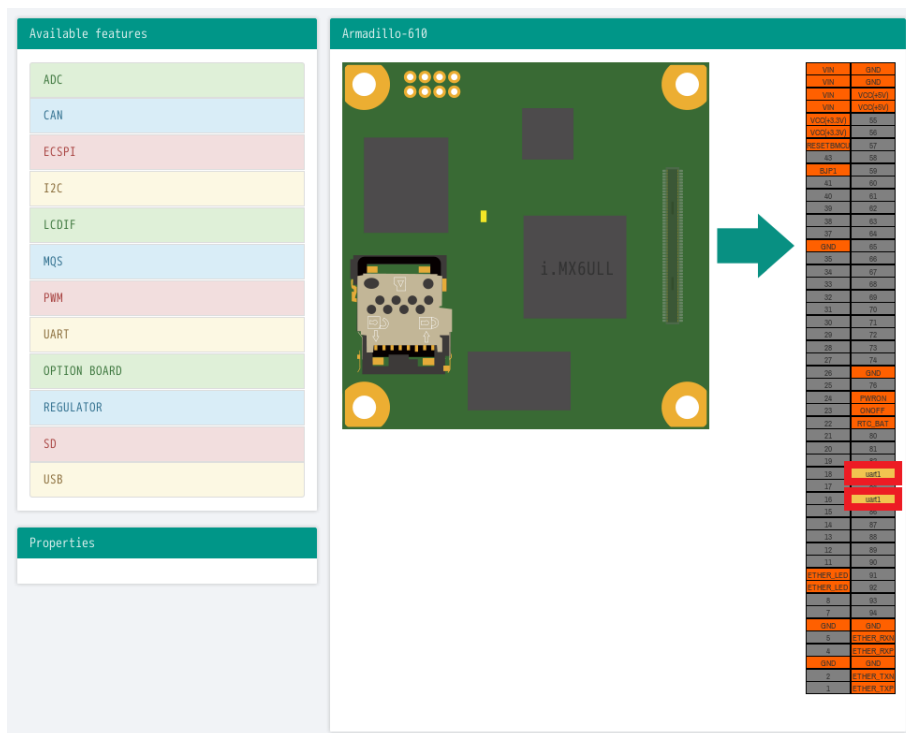 Available features
ADC
CAN
ECSPI
I2C
LCDIF
MQS
PWM
UART
OPTION BOARD
REGULATOR
SD
USB
Properties
Armadillo-610
i.MX6ULL
VIN GND
VIN GND
VIN VCC(+5V)
VIN VCC(+5V)
VCC(+3.3V) 55
VCC(+3.3V) 56
RESETBMCU 57
43 58
BJP1 59
41 60
40 61
39 62
38 63
37 64
GND 65
35 66
34 67
33 68
32 69
31 70
30 71
29 72
28 73
27 74
26 GND
25 76
24 PWRON
23 ONOFF
22 RTC_BAT
21 80
20 81
19
18 uart1
17
16 uart1
15 86
14 87
13 88
12 89
11 90
ETHER_LED 91
ETHER_LED 92
8 93
7 94
GND GND
5 ETHER_RXN
4 ETHER_RXP
GND GND
2 ETHER_TXN
1 ETHER_TXP